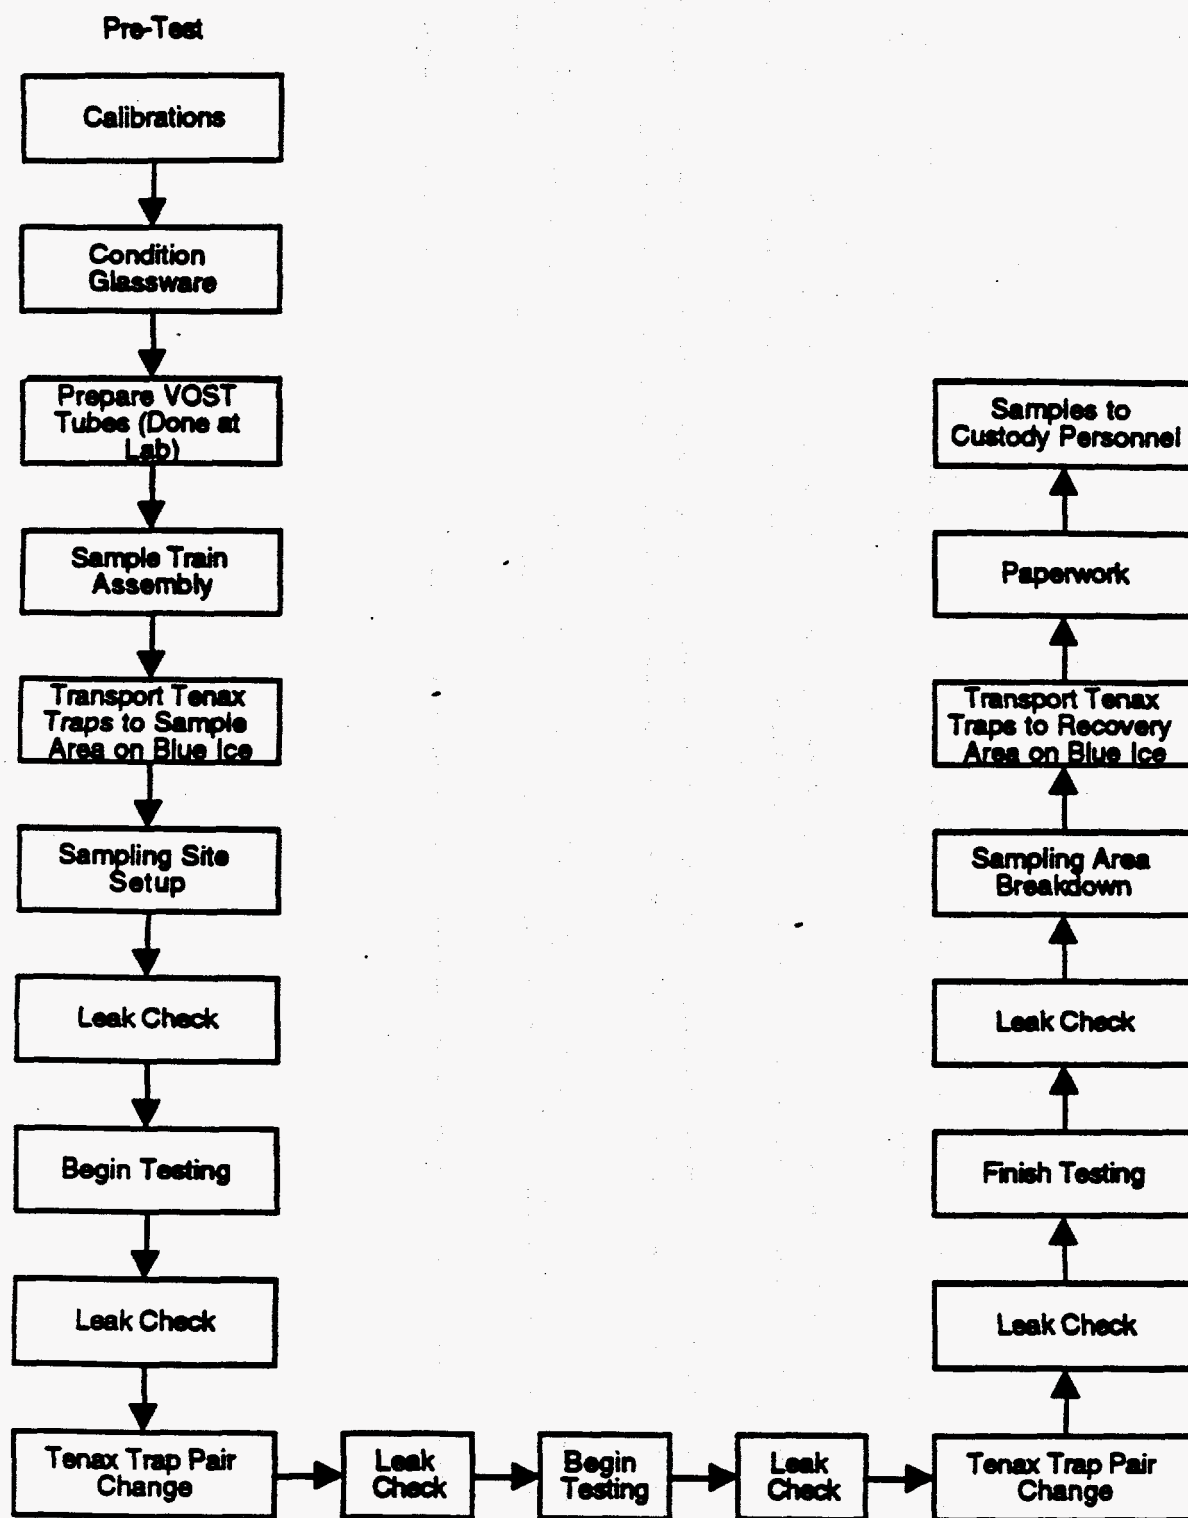 Pre-Test
Calibrations
Condition
Glassware
Prepare VOST
Tubes (Done at
Lab)
Sample Train
Assembly
Transport Tenax
Traps to Sample
Area on Blue Ice
Sampling Site
Setup
Leak Check
Begin Testing
Leak Check
Tenax Trap Pair
Change
Leak
Check
Begin
Testing
Leak
Check
Tenax Trap Pair
Change
Leak Check
Finish Testing
Leak Check
Sampling Area
Breakdown
Transport Tenax
Traps to Recovery
Area on Blue Ice
Paperwork
Samples to
Custody Personnel